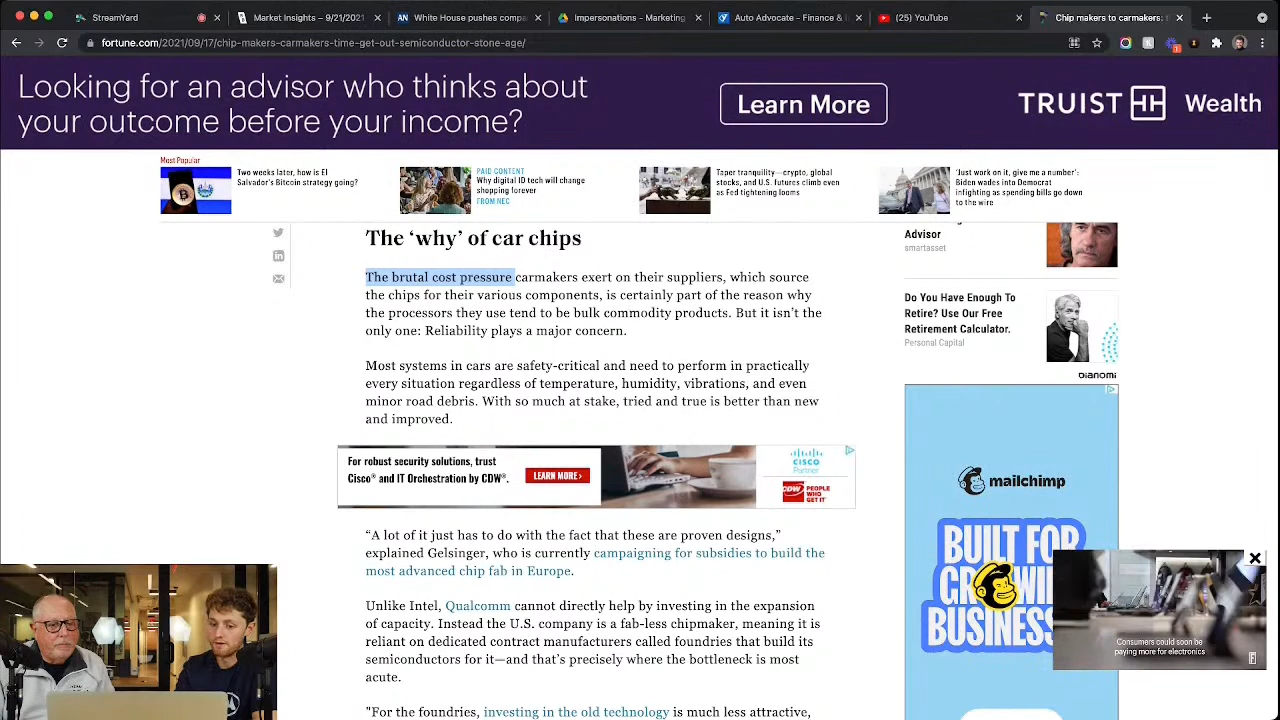 StreamYard
Market Insights – 9/21/2021
White House pushes compa
Impersonations - Marketing
Auto Advocate - Finance & I
(25) YouTube
Chip makers to carmakers:
fortune.com/2021/09/17/chip-makers-carmakers-time-get-out-semiconductor-stone-age/
Looking for an advisor who thinks about
your outcome before your income?
Learn More
TRUIST
Wealth
Most Popular
Two weeks later, how is El
Salvador's Bitcoin strategy going?
PAID CONTENT
Why digital ID tech will change
shopping forever
FROM NEC
Taper tranquility—crypto, global
stocks, and U.S. futures climb even
as Fed tightening looms
'Just work on it, give me a number':
Biden wades into Democrat
infighting as spending bills go down
to the wire
The 'why' of car chips
The brutal cost pressure carmakers exert on their suppliers, which source
the chips for their various components, is certainly part of the reason why
the processors they use tend to be bulk commodity products. But it isn't the
only one: Reliability plays a major concern.
Most systems in cars are safety-critical and need to perform in practically
every situation regardless of temperature, humidity, vibrations, and even
minor road debris. With so much at stake, tried and true is better than new
and improved.
For robust security solutions, trust
Cisco® and IT Orchestration by CDW®.
LEARN MORE >
CISCO
Partner
CDW
PEOPLE
WHO
GET IT
"A lot of it just has to do with the fact that these are proven designs,"
explained Gelsinger, who is currently campaigning for subsidies to build the
most advanced chip fab in Europe.
Unlike Intel, Qualcomm cannot directly help by investing in the expansion
of capacity. Instead the U.S. company is a fab-less chipmaker, meaning it is
reliant on dedicated contract manufacturers called foundries that build its
semiconductors for it—and that's precisely where the bottleneck is most
acute.
"For the foundries, investing in the old technology is much less attractive,
Advisor
smartasset
Do You Have Enough To
Retire? Use Our Free
Retirement Calculator.
Personal Capital
bianomi
mailchimp
BUILT FOR
GROWING
BUSINESS
Consumers could soon be
paying more for electronics